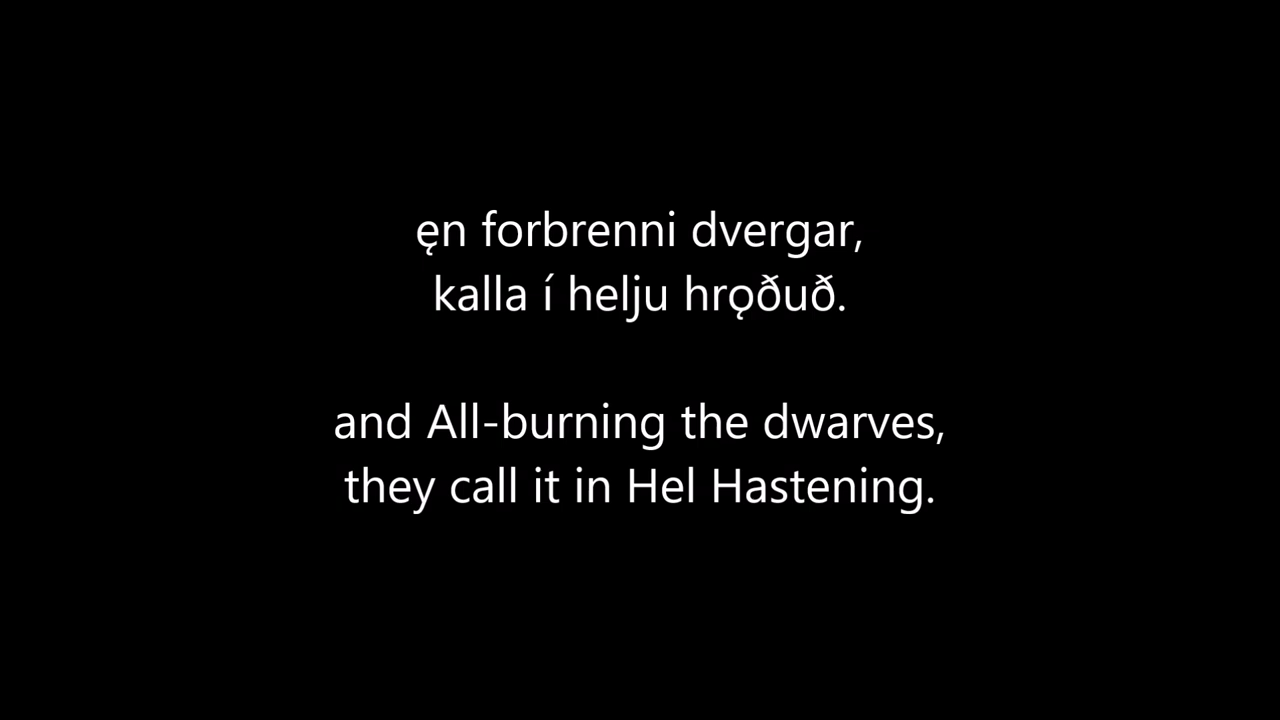 ęn forbrenni dvergar,
kalla í helju hrǫðuð.
and All-burning the dwarves,
they call it in Hel Hastening.